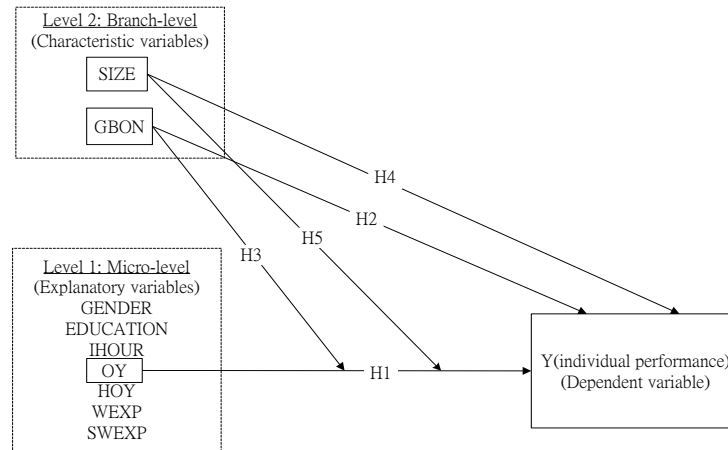 Level 2: Branch-level
(Characteristic variables)
SIZE
GBON
H4
H2
H5
H3
Level 1: Micro-level
(Explanatory variables)
GENDER
EDUCATION
IHOUR
OY
HOY
WEXP
SWEXP
H1
Y(individual performance)
(Dependent variable)